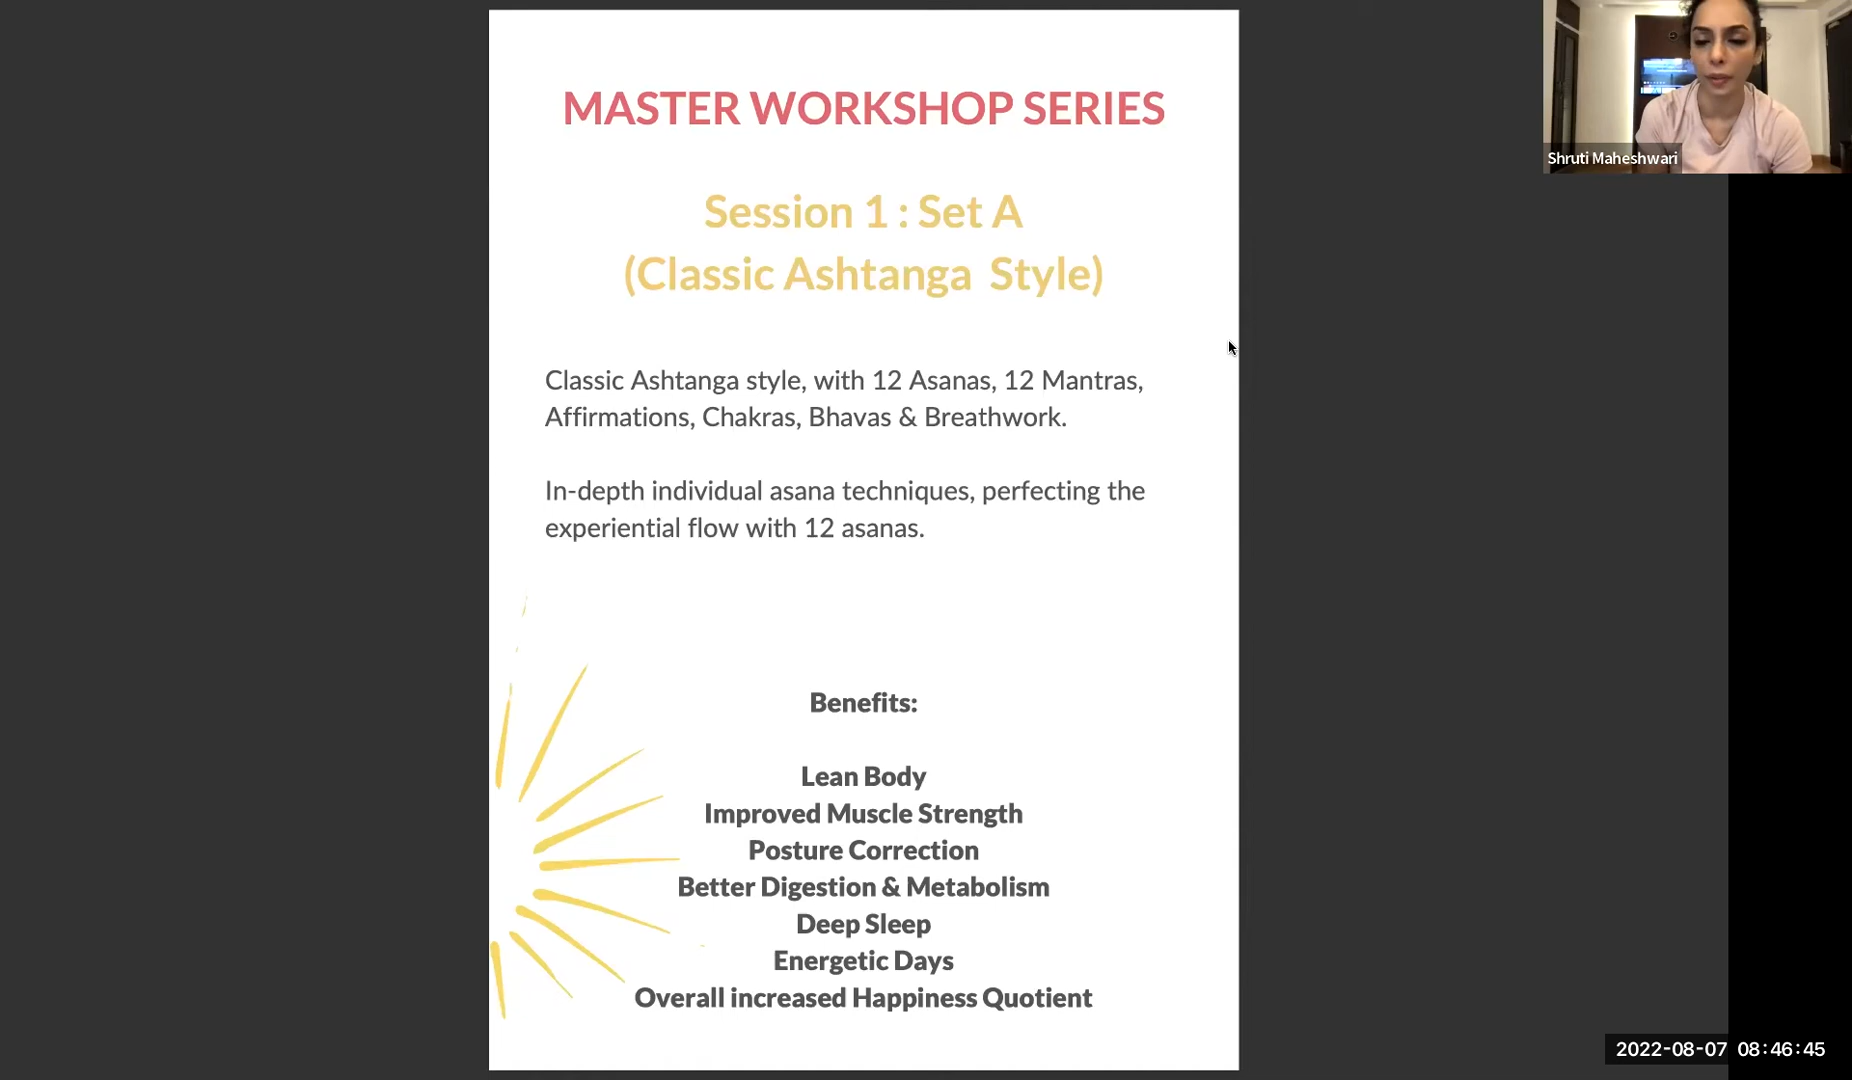 MASTER WORKSHOP SERIES
Session 1 : Set A
(Classic Ashtanga  Style)
Classic Ashtanga style, with 12 Asanas, 12 Mantras,
Affirmations, Chakras, Bhavas & Breathwork.
In-depth individual asana techniques, perfecting the
experiential flow with 12 asanas.
Benefits:
Lean Body
Improved Muscle Strength
Posture Correction
Better Digestion & Metabolism
Deep Sleep
Energetic Days
Overall increased Happiness Quotient
Shruti Maheshwari
2022-08-07 08:46:45